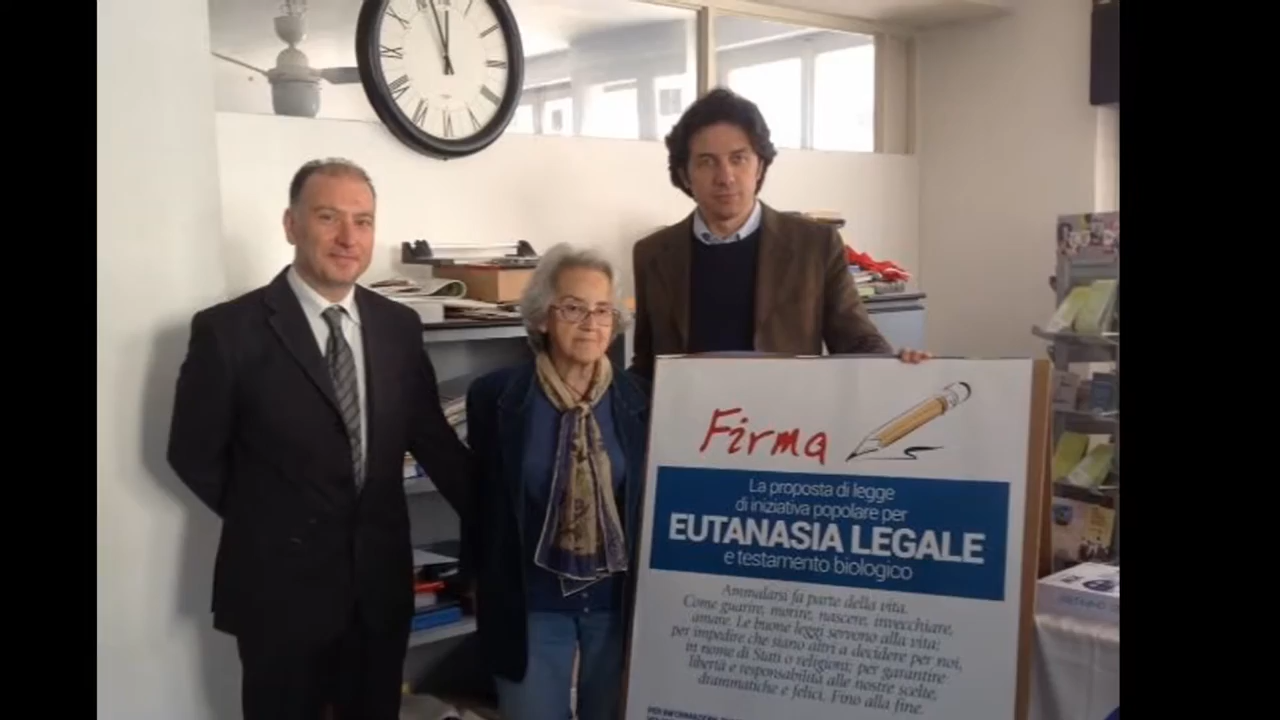 Firma
La proposta di legge
di iniziativa popolare per
EUTANASIA LEGALE
e testamento biologico
Ammalarsi fa parte della vita.
Come guarire, morire, nascere, invecchiare,
amare. Le buone leggi servono alla vita:
per impedire che siano altri a decidere per noi,
in nome di Stati o religioni; per garantire
libertà e responsabilità alle nostre scelte,
drammatiche e felici. Fino alla fine.
PER INFORMAZIONI